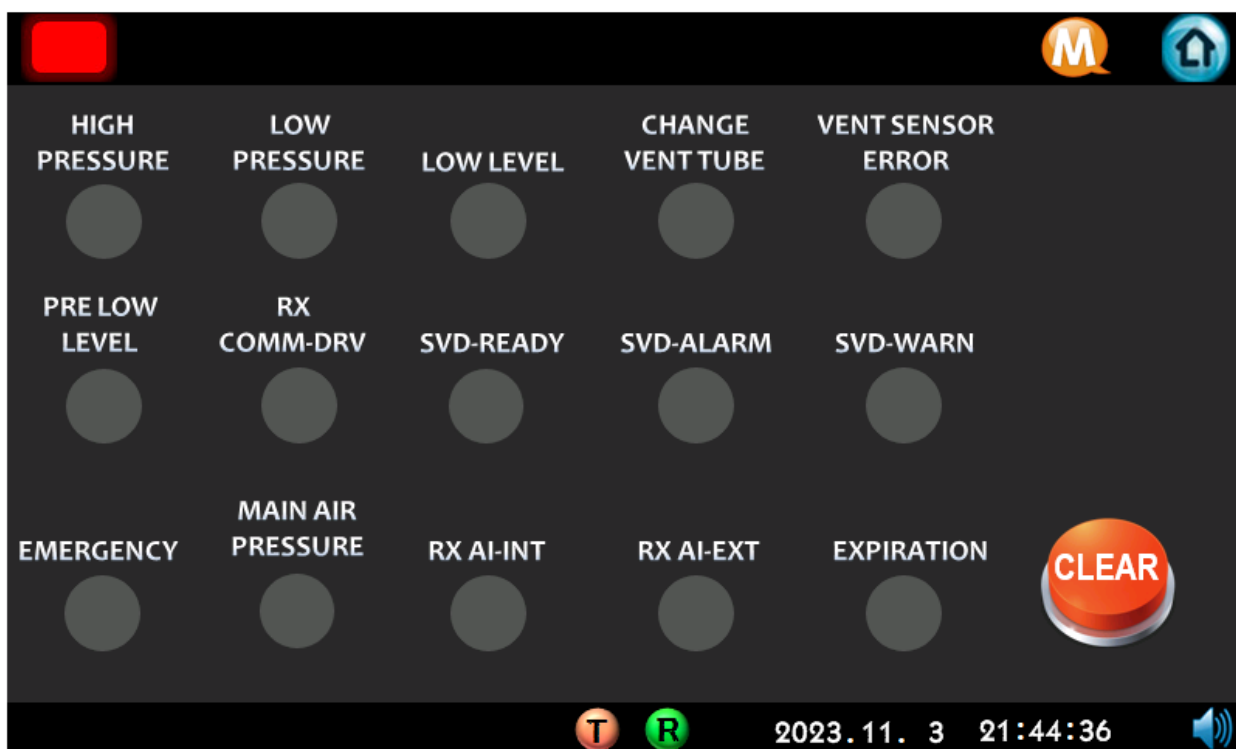 M
HIGH
PRESSURE
LOW
PRESSURE
LOW LEVEL
CHANGE
VENT TUBE
VENT SENSOR
ERROR
PRE LOW
LEVEL
RX
COMM-DRV
SVD-READY
SVD-ALARM
SVD-WARN
EMERGENCY
MAIN AIR
PRESSURE
RX AI-INT
RX AI-EXT
EXPIRATION
CLEAR
T R 2023.11. 3 21:44:36